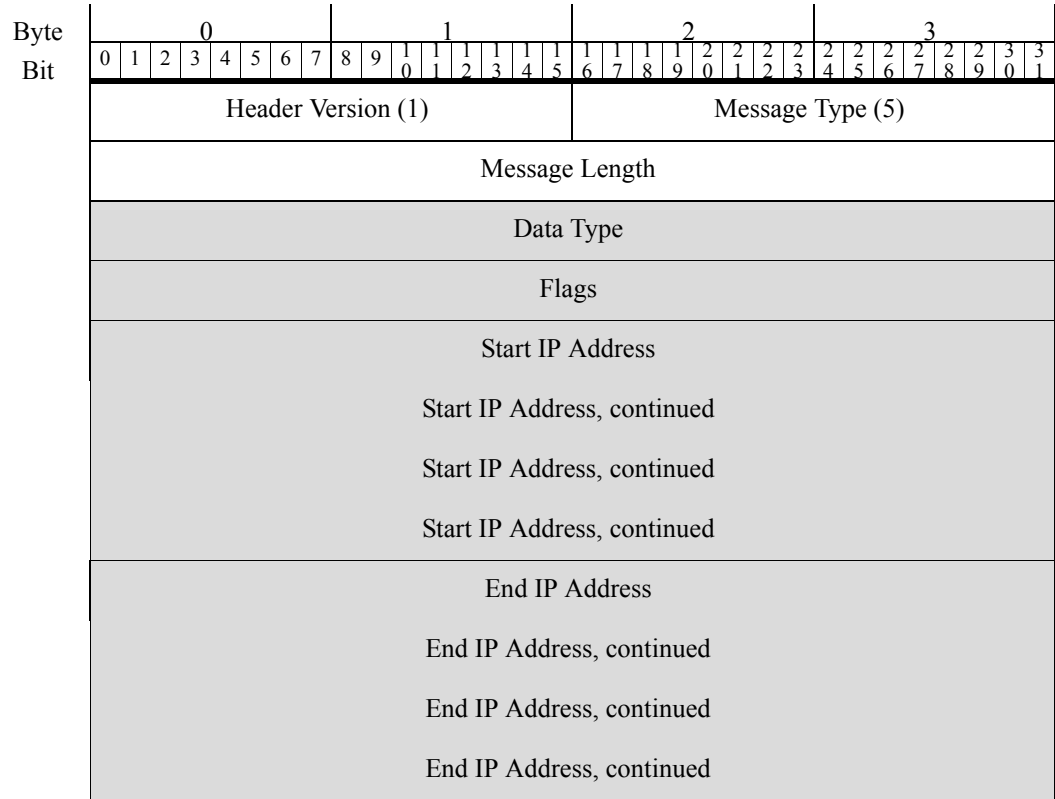 Byte 0 1 2 3
Bit 0 1 2 3 4 5 6 7 8 9 10 11 12 13 14 15 16 17 18 19 20 21 22 23 24 25 26 27 28 29 30 31
Header Version (1) Message Type (5)
Message Length
Data Type
Flags
Start IP Address
Start IP Address, continued
Start IP Address, continued
Start IP Address, continued
End IP Address
End IP Address, continued
End IP Address, continued
End IP Address, continued